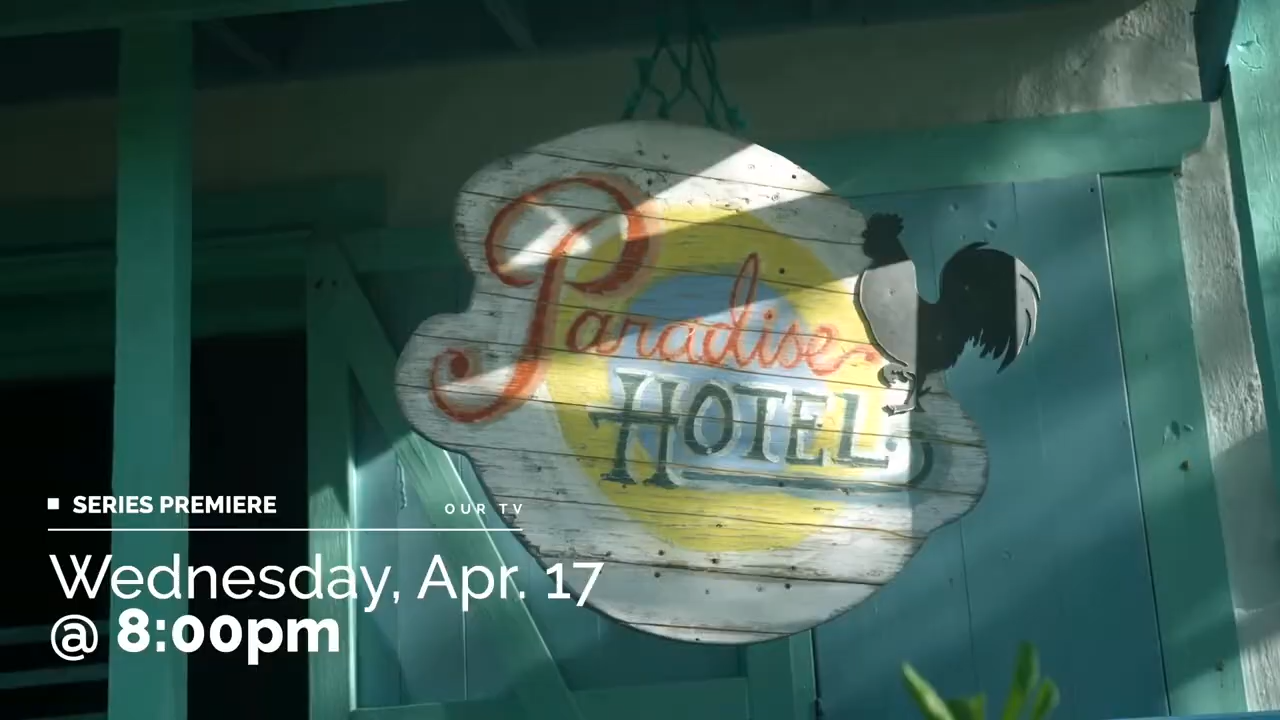 Paradise
HOTEL
SERIES PREMIERE
OUR TV
Wednesday, Apr. 17
@ 8:00pm